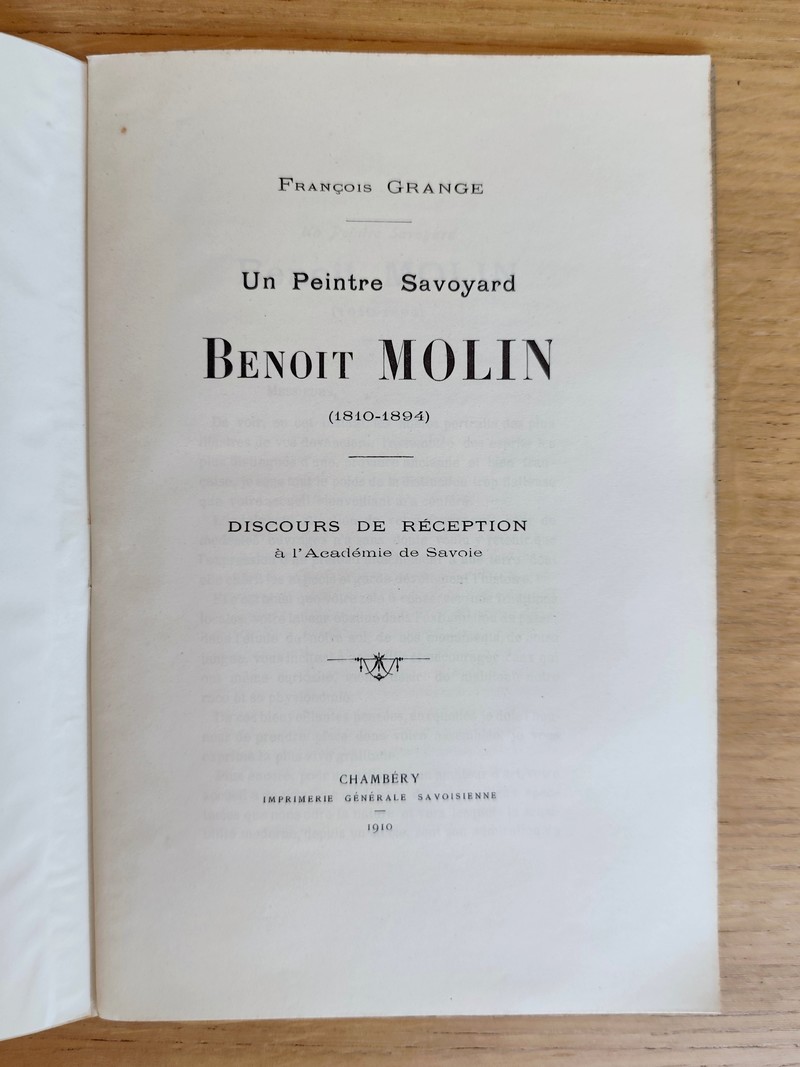 François GRANGE
Un Peintre Savoyard
BENOIT MOLIN
(1810-1894)
DISCOURS DE RÉCEPTION
à l'Académie de Savoie
CHAMBÉRY
IMPRIMERIE GÉNÉRALE SAVOISIENNE
1910